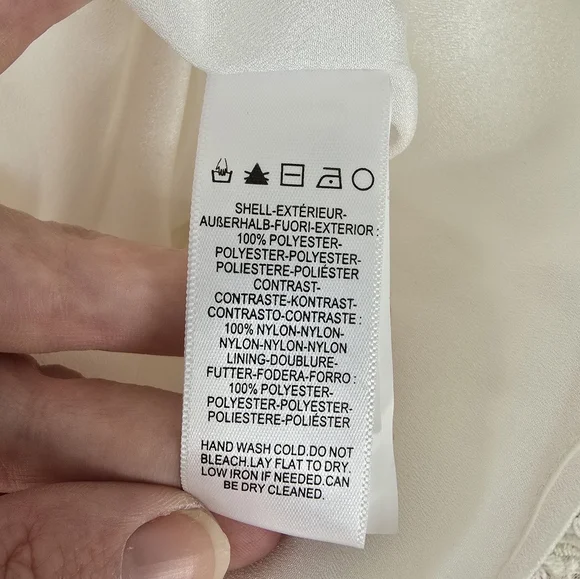 SHELL-EXTÉRIEUR-
AUßERHALB-FUORI-EXTERIOR :
100% POLYESTER-
POLYESTER-POLYESTER-
POLIESTERE-POLIÉSTER
CONTRAST-
CONTRASTE-KONTRAST-
CONTRASTO-CONTRASTE :
100% NYLON-NYLON-
NYLON-NYLON-NYLON
LINING-DOUBLURE-
FUTTER-FODERA-FORRO :
100% POLYESTER-
POLYESTER-POLYESTER-
POLIESTERE-POLIÉSTER
HAND WASH COLD.DO NOT
BLEACH.LAY FLAT TO DRY.
LOW IRON IF NEEDED.CAN
BE DRY CLEANED.